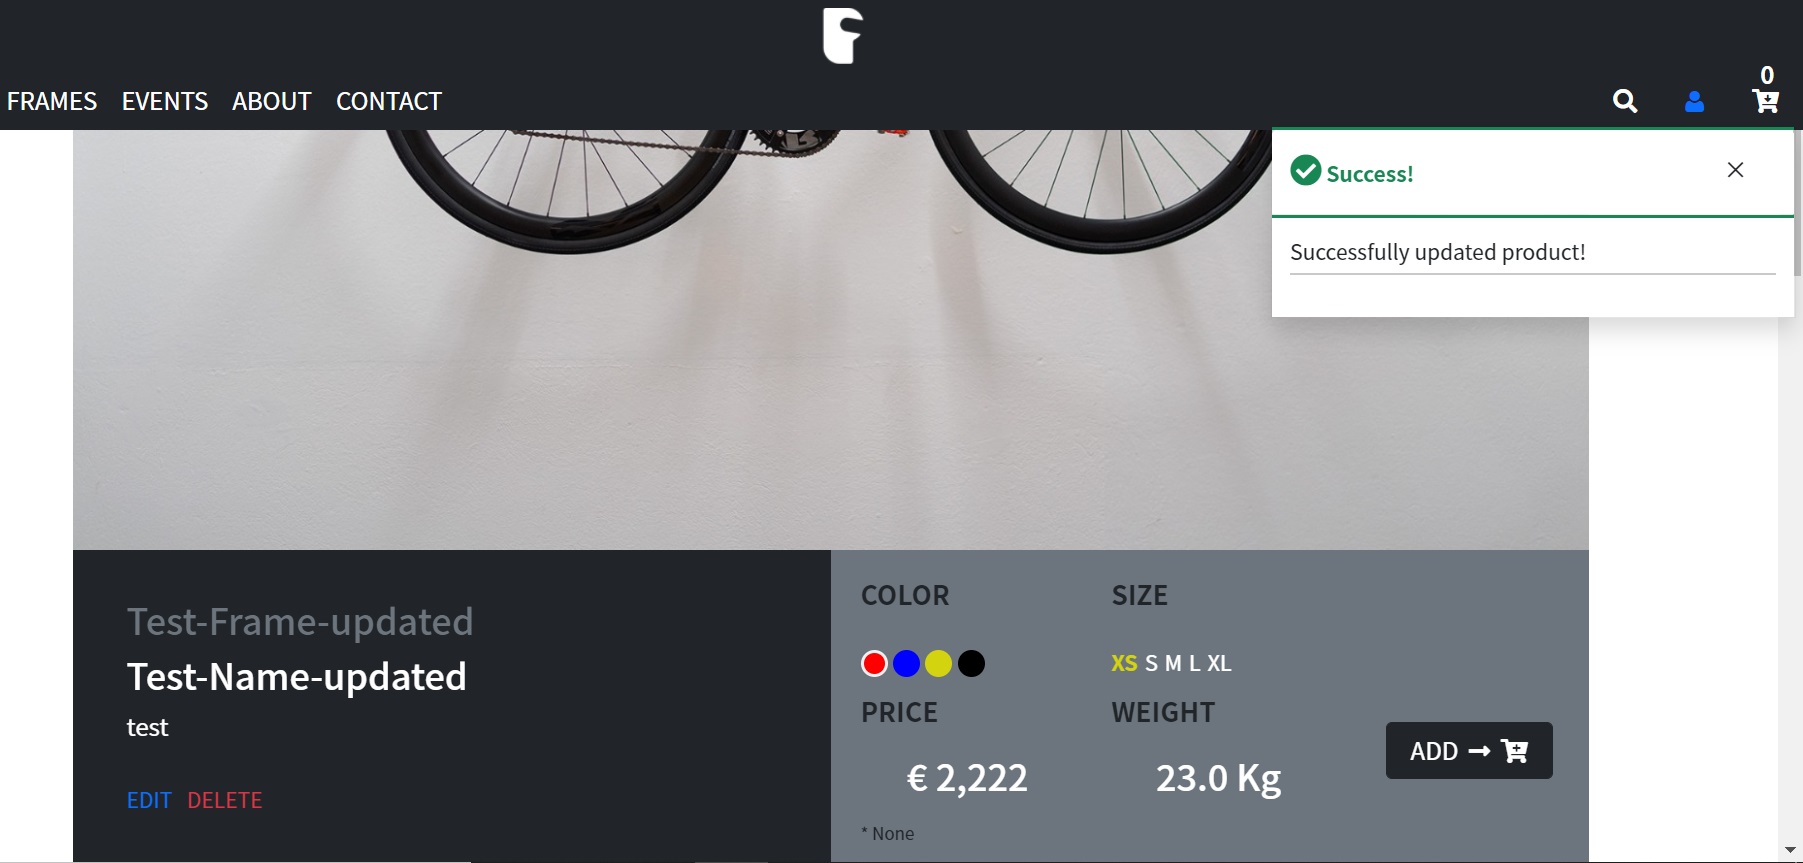 0
FRAMES EVENTS ABOUT CONTACT
Success!
Successfully updated product!
Test-Frame-updated
Test-Name-updated
test
EDIT DELETE
COLOR SIZE
XS S M L XL
PRICE WEIGHT
€ 2,222 23.0 Kg
ADD
* None